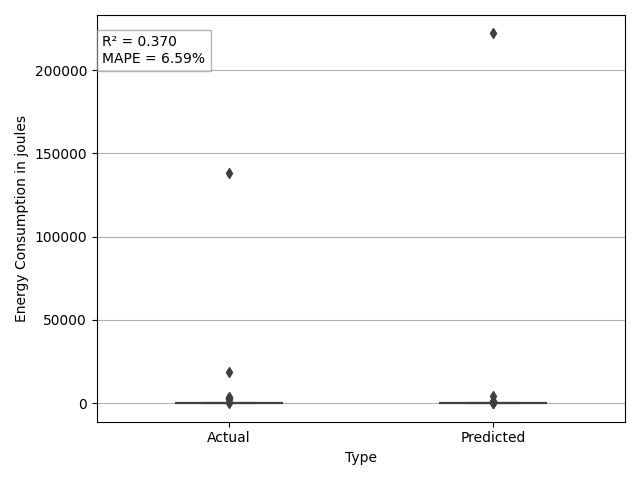 R² = 0.370
MAPE = 6.59%
200000
150000
100000
50000
0
Energy Consumption in joules
Actual
Predicted
Type